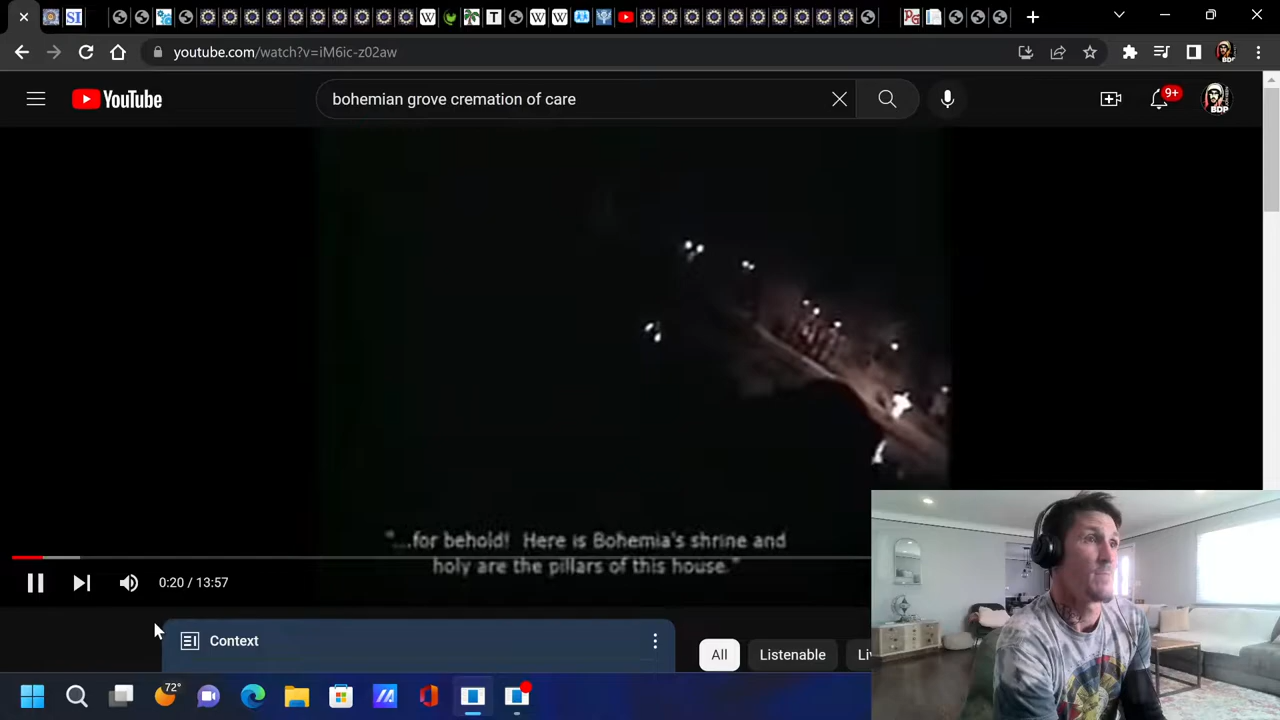 youtube.com/watch?v=iM6ic-z02aw
YouTube
bohemian grove cremation of care
9+
BDP
"...for behold! Here is Bohemia's shrine and
holy are the pillars of this house."
0:20 / 13:57
Context
All
Listenable
72°